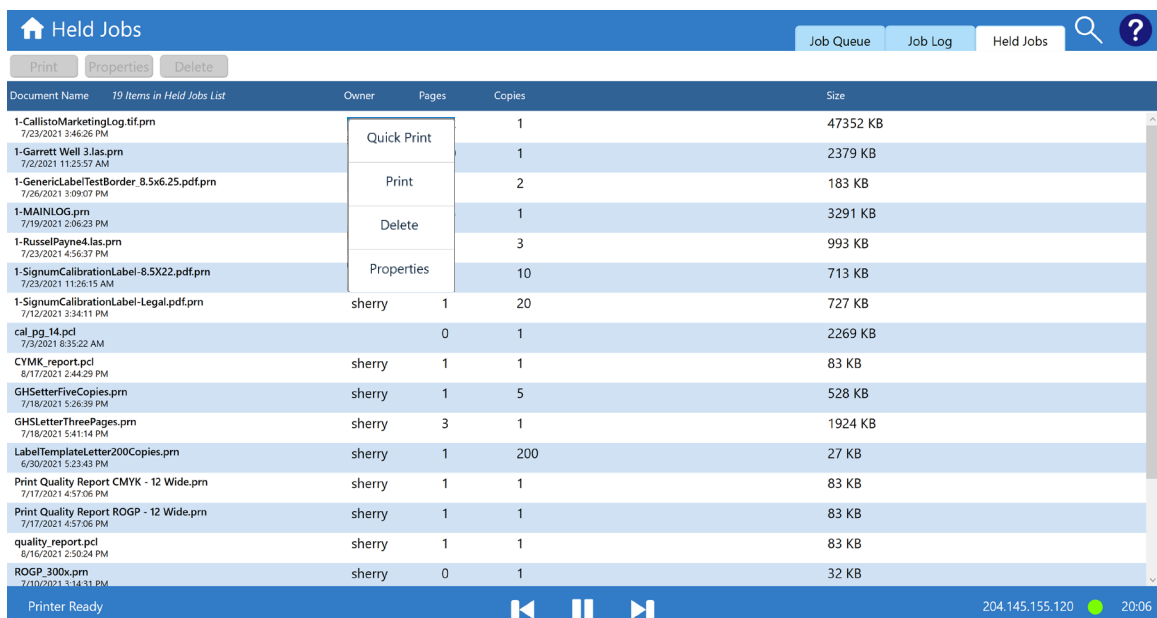 Held Jobs
Job Queue Job Log Held Jobs ?
Print Properties Delete
Document Name 19 Items in Held Jobs List Owner Pages Copies Size
1-CallistoMarketingLog.tif.prn 1 47352 KB
7/23/2021 3:46:26 PM
1-Garrett Well 3.las.prn 1 2379 KB
7/2/2021 11:25:57 AM
1-GenericLabelTestBorder_8.5x6.25.pdf.prn 2 183 KB
7/26/2021 3:09:07 PM
1-MAINLOG.prn 1 3291 KB
7/19/2021 2:06:23 PM
1-RusselPayne4.las.prn 3 993 KB
7/23/2021 4:56:37 PM
1-SignumCalibrationLabel-8.5X22.pdf.prn 10 713 KB
7/23/2021 11:26:15 AM
Quick Print
Print
Delete
Properties
1-SignumCalibrationLabel-Legal.pdf.prn sherry 1 20 727 KB
7/12/2021 3:34:11 PM
cal_pg_14.pcl 0 1 2269 KB
7/3/2021 8:35:22 AM
CYMK_report.pcl sherry 1 1 83 KB
8/17/2021 2:44:29 PM
GHSetterFiveCopies.prn sherry 1 5 528 KB
7/18/2021 5:26:39 PM
GHSLetterThreePages.prn sherry 3 1 1924 KB
7/18/2021 5:41:14 PM
LabelTemplateLetter200Copies.prn sherry 1 200 27 KB
6/30/2021 5:23:43 PM
Print Quality Report CMYK - 12 Wide.prn sherry 1 1 83 KB
7/17/2021 4:57:06 PM
Print Quality Report ROGP - 12 Wide.prn sherry 1 1 83 KB
7/17/2021 4:57:06 PM
quality_report.pcl sherry 1 1 83 KB
8/16/2021 2:50:24 PM
ROGP_300x.prn sherry 0 1 32 KB
7/10/2021 3:14:31 PM
Printer Ready 204.145.155.120 20:06